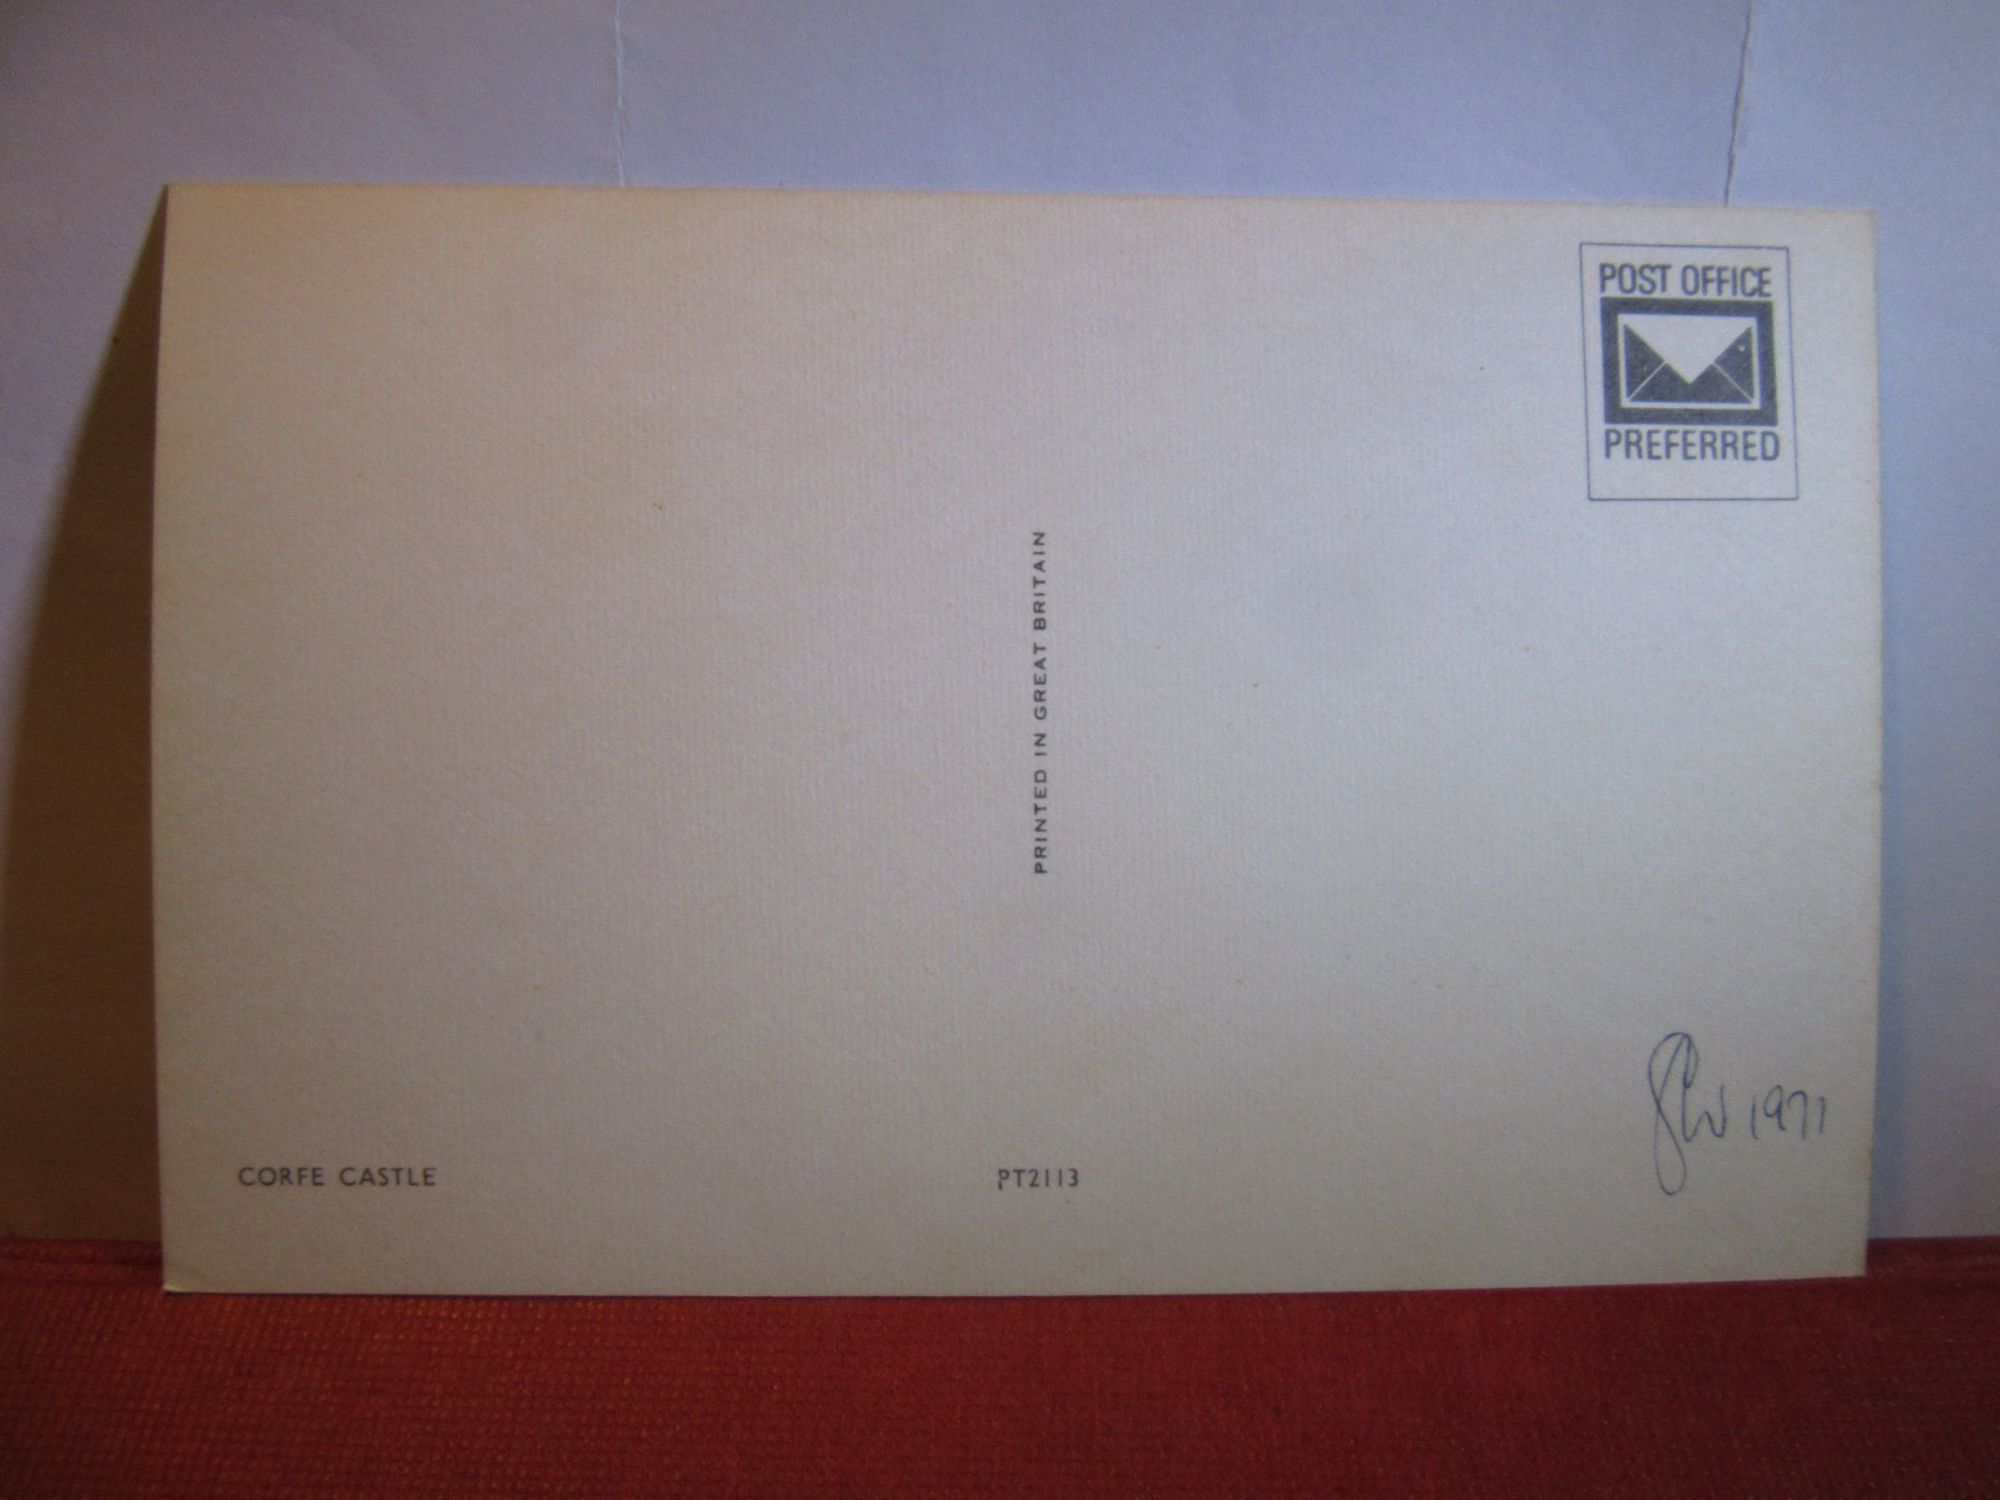 POST OFFICE
PREFERRED
PRINTED IN GREAT BRITAIN
1971
CORFE CASTLE
PT2113